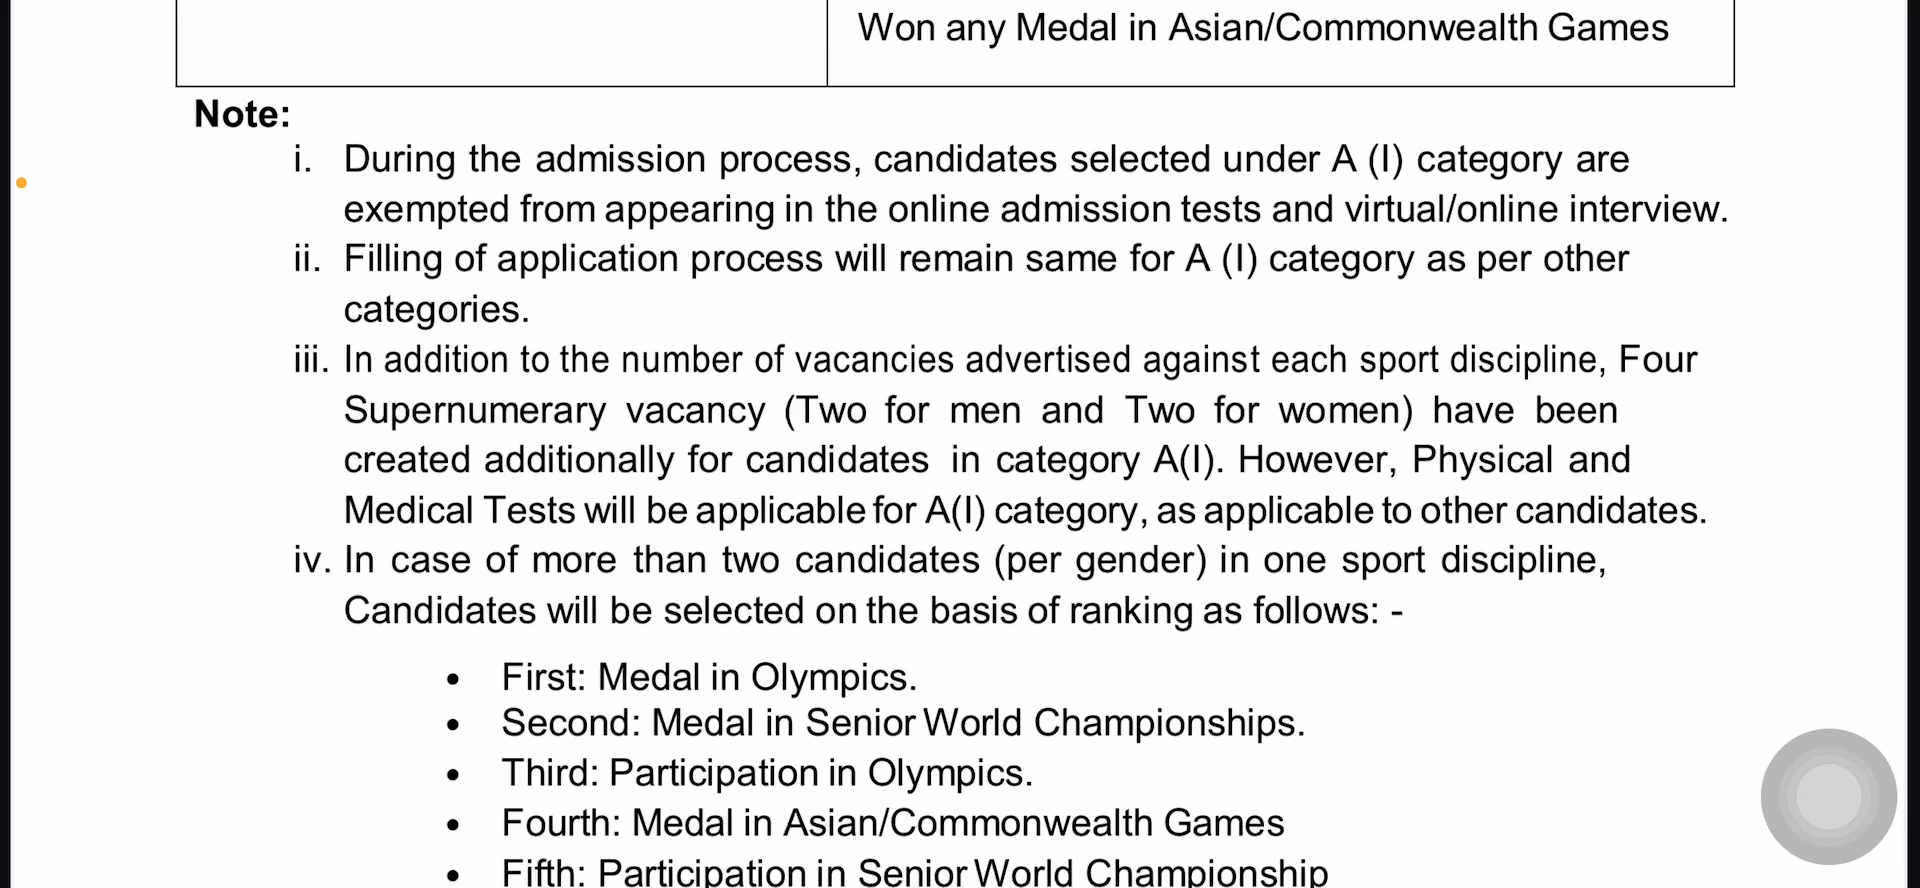 Won any Medal in Asian/Commonwealth Games
Note:
i. During the admission process, candidates selected under A (I) category are
exempted from appearing in the online admission tests and virtual/online interview.
ii. Filling of application process will remain same for A (I) category as per other
categories.
iii. In addition to the number of vacancies advertised against each sport discipline, Four
Supernumerary vacancy (Two for men and Two for women) have been
created additionally for candidates in category A(I). However, Physical and
Medical Tests will be applicable for A(I) category, as applicable to other candidates.
iv. In case of more than two candidates (per gender) in one sport discipline,
Candidates will be selected on the basis of ranking as follows: -
• First: Medal in Olympics.
• Second: Medal in Senior World Championships.
• Third: Participation in Olympics.
• Fourth: Medal in Asian/Commonwealth Games
• Fifth: Participation in Senior World Championship